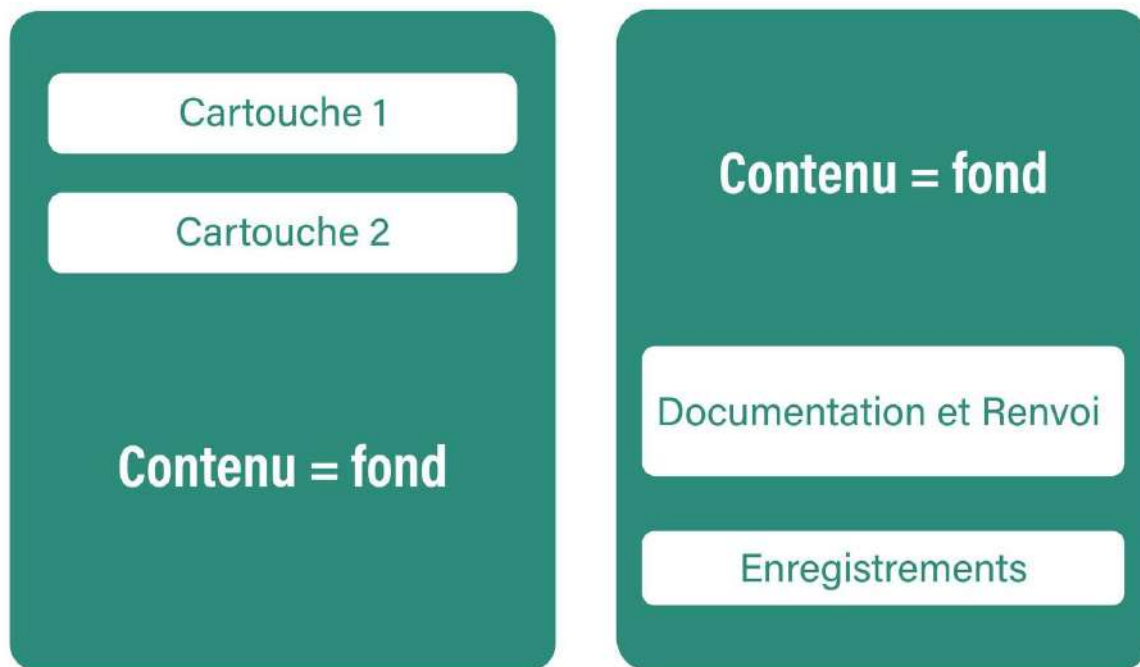 Cartouche 1
Cartouche 2
Contenu = fond
Contenu = fond
Documentation et Renvoi
Enregistrements